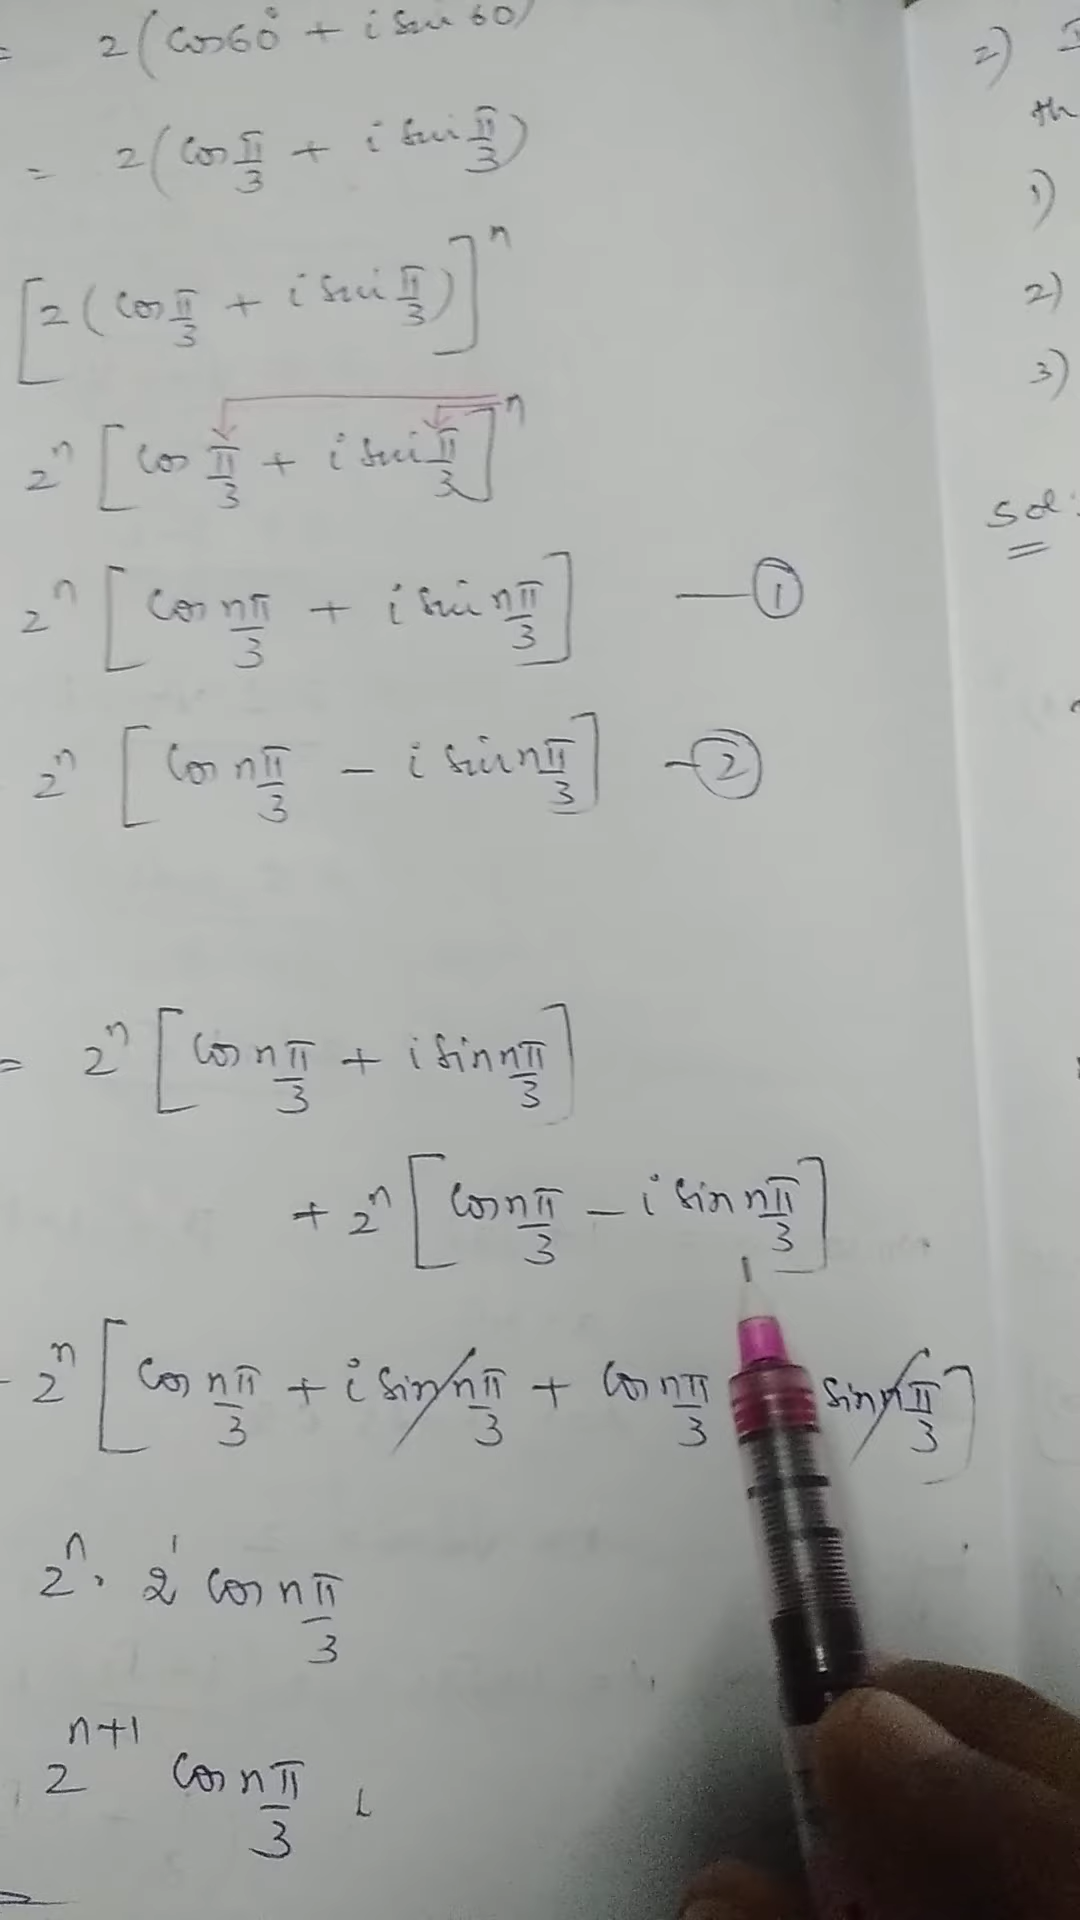 = 2(cos60° + i sin 60)
= 2(cos π/3 + i sin π/3)
[2(cos π/3 + i sin π/3)]^n
2^n [cos π/3 + i sin π/3]^n
2^n [cos nπ/3 + i sin nπ/3] — ①
2^n [cos nπ/3 - i sin nπ/3] - ②
= 2^n [cos nπ/3 + i sin nπ/3]
+ 2^n [cos nπ/3 - i sin nπ/3]
2^n [cos nπ/3 + i sin nπ/3 + cos nπ/3 sin nπ/3]
2^n . 2^1 cos nπ/3
2^(n+1) cos nπ/3
2)
th
1)
2)
3)
Sol: